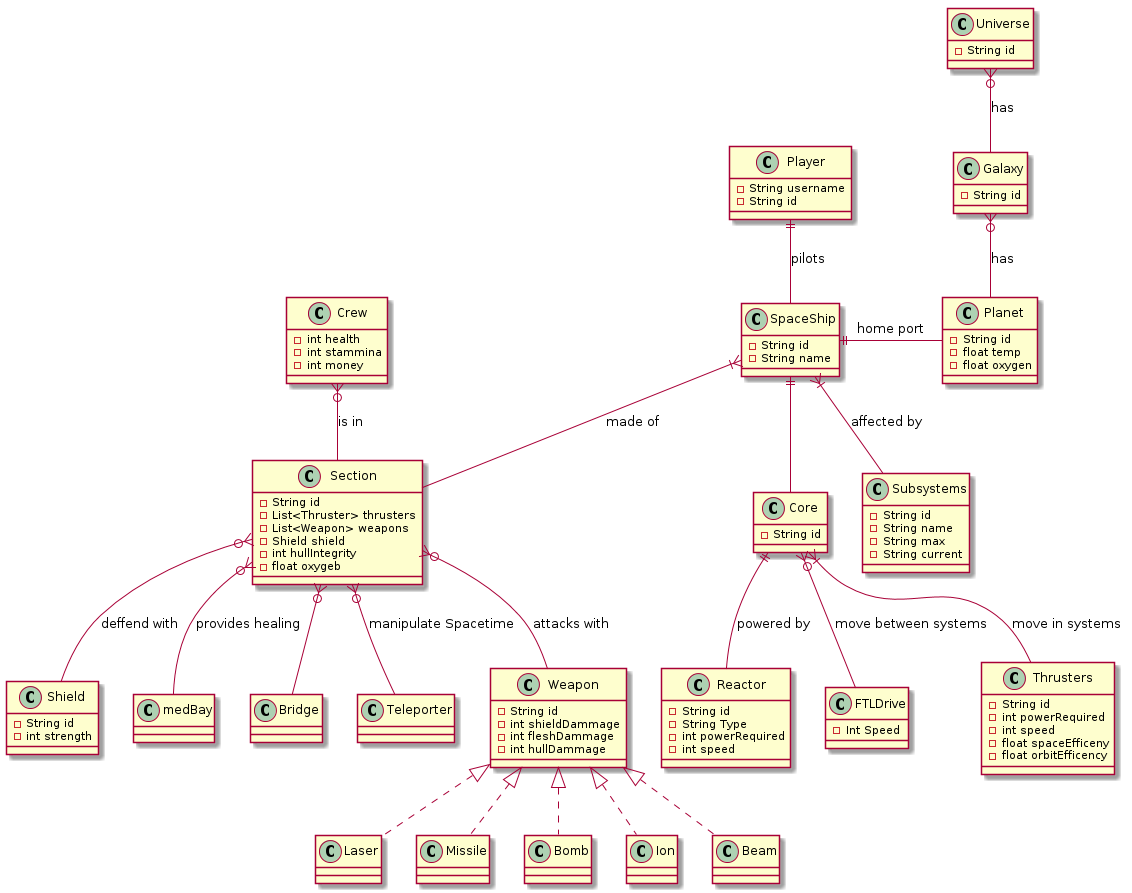 C Universe
String id
has
C Player
String username
String id
C Galaxy
String id
pilots
has
C Crew
int health
int stammina
int money
C SpaceShip
String id
String name
home port
C Planet
String id
float temp
float oxygen
is in
made of
affected by
C Section
String id
List<Thruster> thrusters
List<Weapon> weapons
Shield shield
int hullIntegrity
float oxygeb
C Core
String id
C Subsystems
String id
String name
String max
String current
deffend with
provides healing
manipulate Spacetime
attacks with
powered by
move between systems
move in systems
C Shield
String id
int strength
C medBay
C Bridge
C Teleporter
C Weapon
String id
int shieldDammage
int fleshDammage
int hullDammage
C Reactor
String id
String Type
int powerRequired
int speed
C FTLDrive
Int Speed
C Thrusters
String id
int powerRequired
int speed
float spaceEfficeny
float orbitEfficency
C Laser
C Missile
C Bomb
C Ion
C Beam